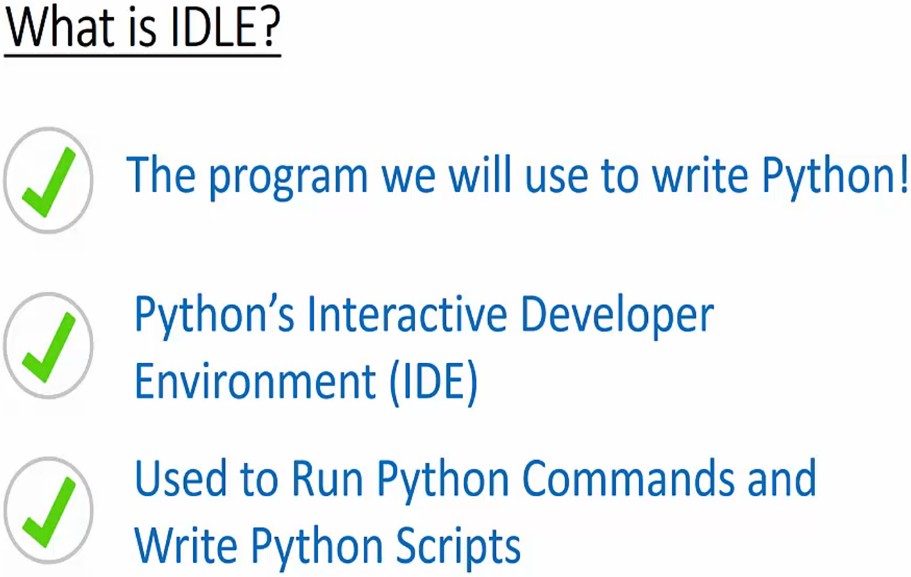 What is IDLE?
The program we will use to write Python!
Python’s Interactive Developer
Environment (IDE)
Used to Run Python Commands and
Write Python Scripts